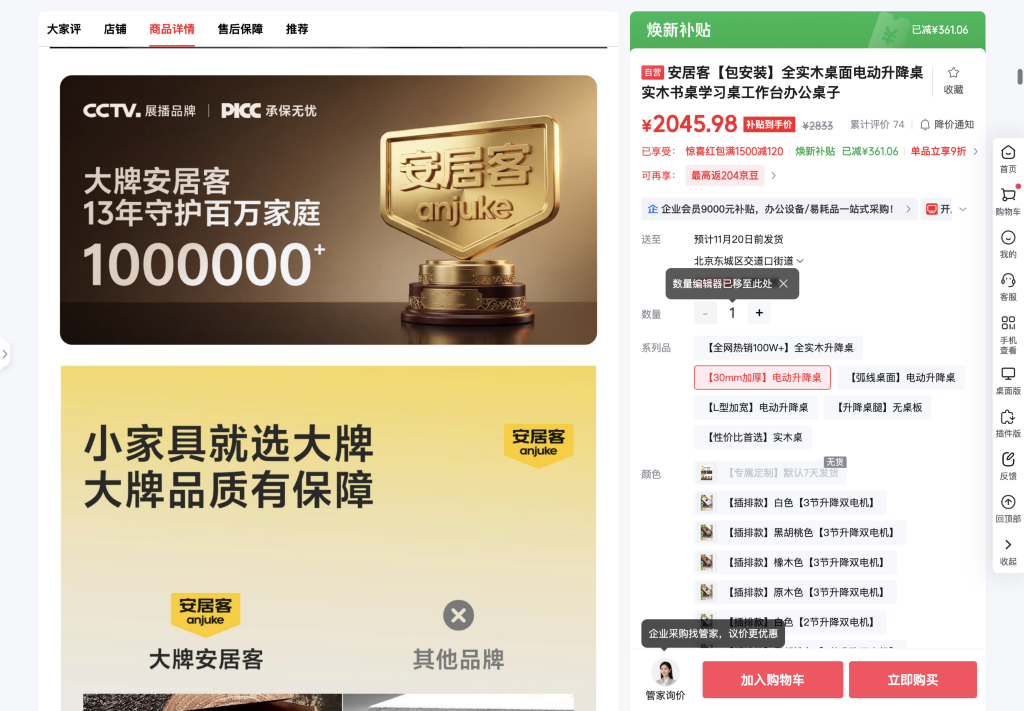 大家评
店铺
商品详情
售后保障
推荐
CCTV. 展播品牌 | PICC 承保无忧
大牌安居客
13年守护百万家庭
1000000+
安居客
anjuke
小家具就选大牌
大牌品质有保障
安居客
anjuke
安居客
anjuke
大牌安居客
其他品牌
焕新补贴
已减¥361.06
自营 安居客【包安装】全实木桌面电动升降桌
实木书桌学习桌工作台办公桌子
收藏
¥2045.98 补贴到手价 ¥2833 累计评价 74 降价通知
已享受: 惊喜红包满1500减120 焕新补贴 已减¥361.06 单品立享9折
可再享: 最高返204京豆
企业会员9000元补贴，办公设备/易耗品一站式采购！
开.
送至 预计11月20日前发货
北京东城区交道口街道
数量编辑器已移至此处
数量 - 1 +
系列品 【全网热销100W+】全实木升降桌
【30mm加厚】电动升降桌 【弧线桌面】电动升降桌
【L型加宽】电动升降桌 【升降桌腿】无桌板
【性价比首选】实木桌
无货
颜色 【专属定制】默认7天发货
【插排款】白色【3节升降双电机】
【插排款】黑胡桃色【3节升降双电机】
【插排款】橡木色【3节升降双电机】
【插排款】原木色【3节升降双电机】
【插排款】白色【2节升降双电机】
企业采购找管家，议价更优惠
管家询价
加入购物车
立即购买
首页
购物车
我的
客服
手机
查看
桌面版
插件版
反馈
回顶部
收起